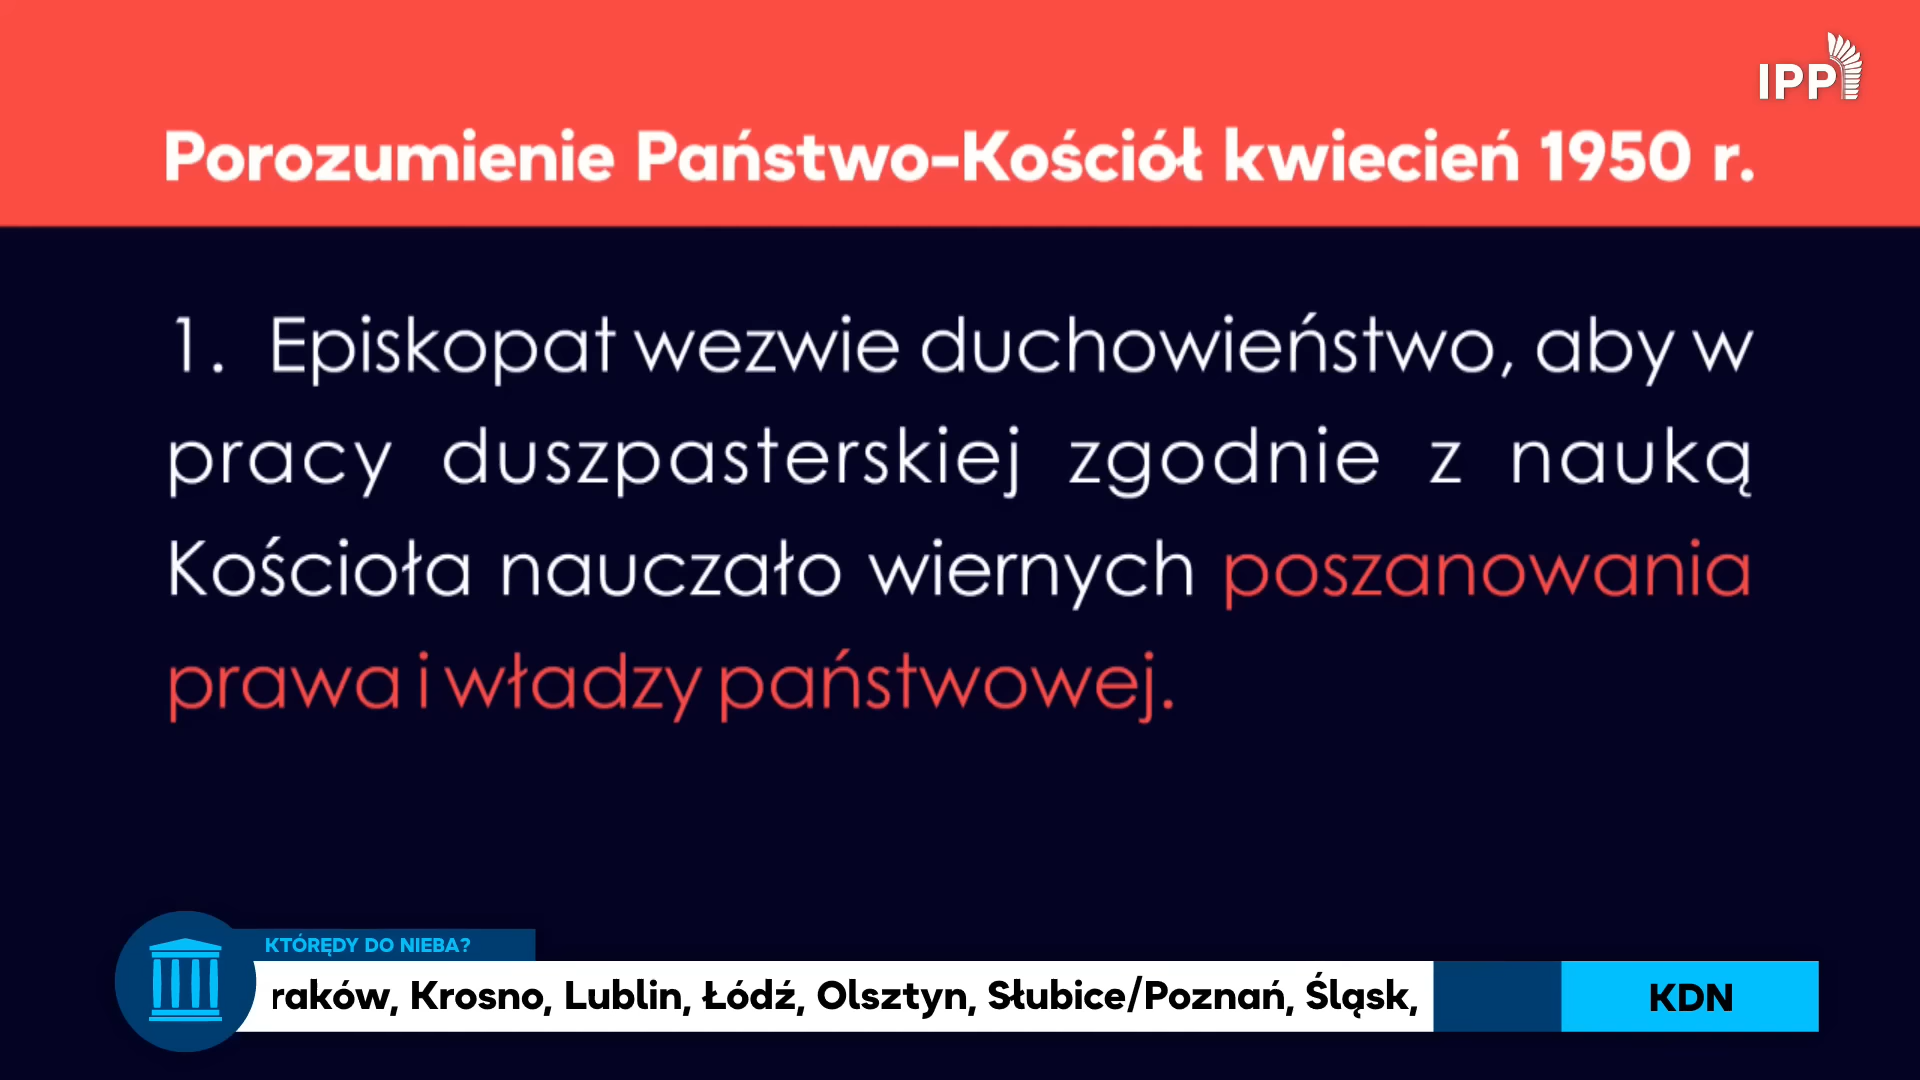 IPP
Porozumienie Państwo-Kościół kwiecień 1950 r.
1. Episkopat wezwie duchowieństwo, aby w
pracy duszpasterskiej zgodnie z nauką
Kościoła nauczało wiernych poszanowania
prawa i władzy państwowej.
KTÓRĘDY DO NIEBA?
raków, Krosno, Lublin, Łódź, Olsztyn, Słubice/Poznań, Śląsk,
KDN